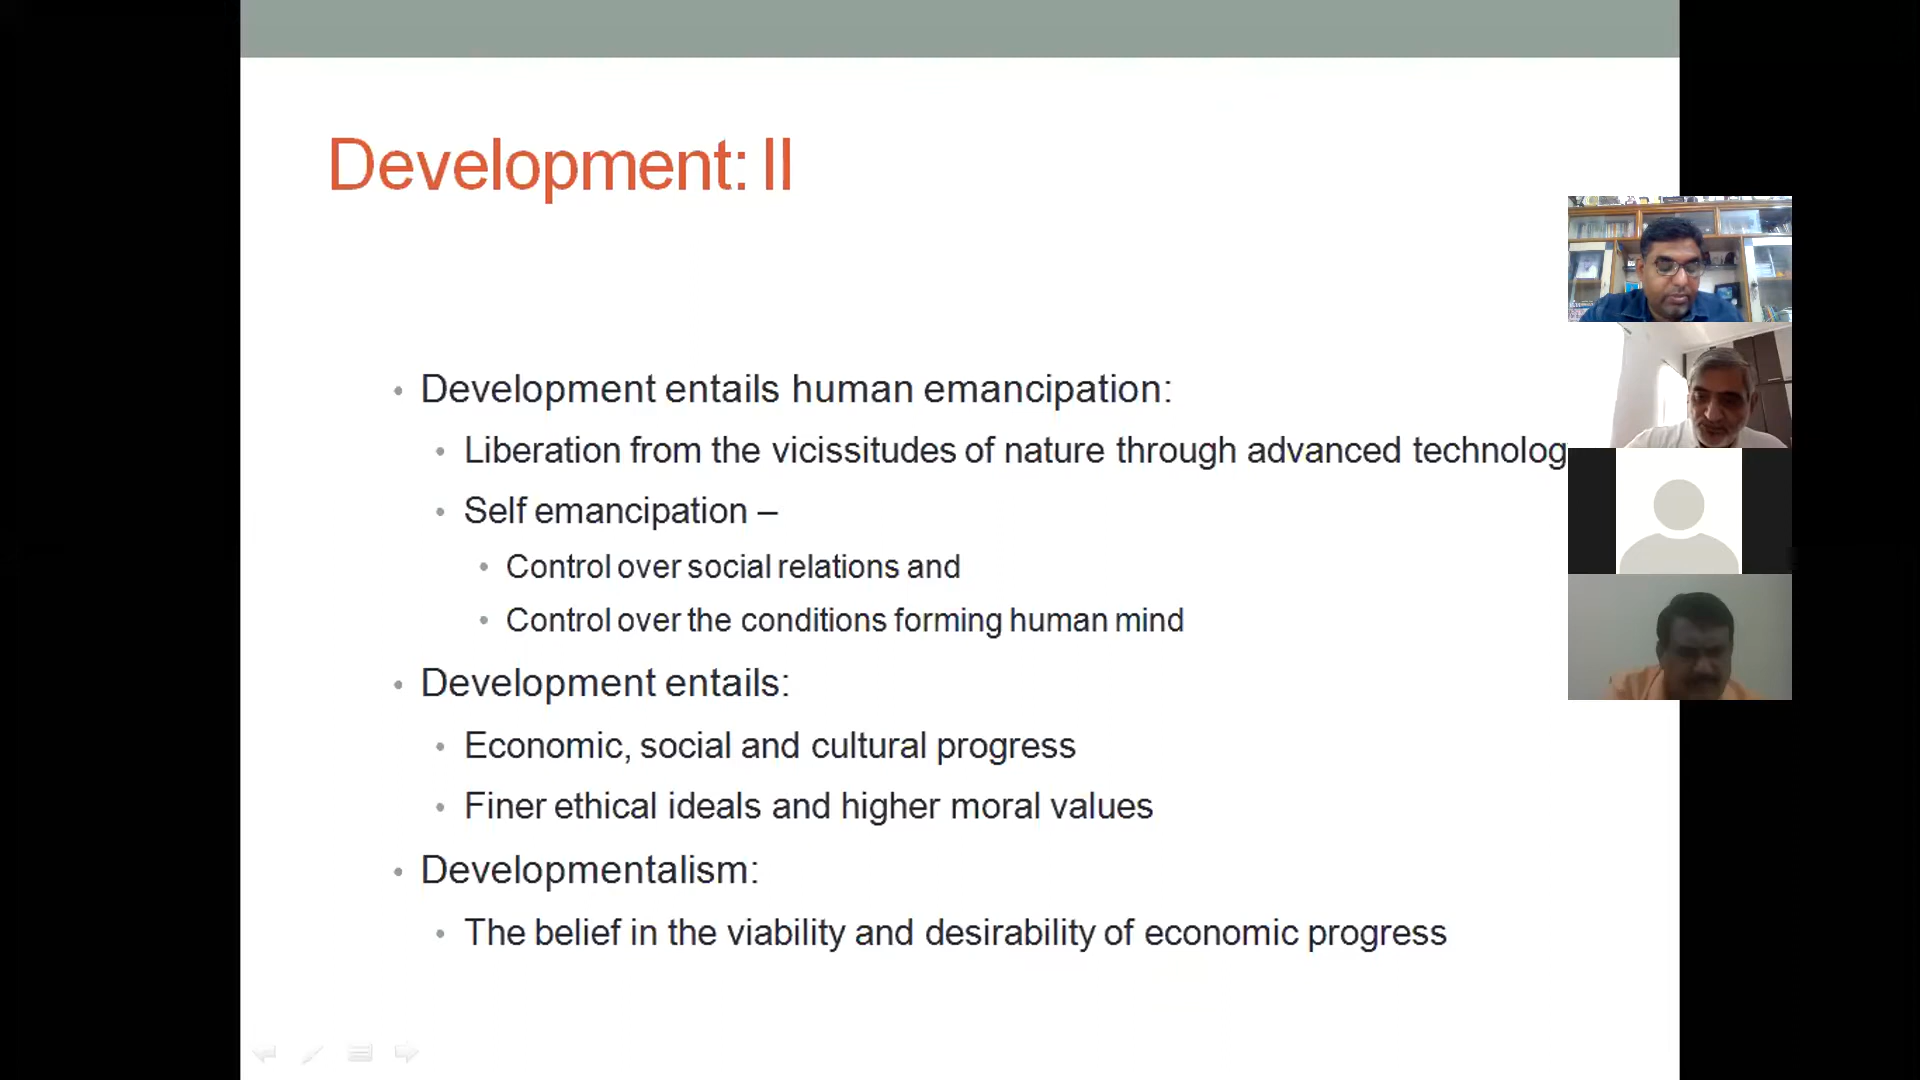 Development: II
• Development entails human emancipation:
• Liberation from the vicissitudes of nature through advanced technolog
• Self emancipation –
• Control over social relations and
• Control over the conditions forming human mind
• Development entails:
• Economic, social and cultural progress
• Finer ethical ideals and higher moral values
• Developmentalism:
• The belief in the viability and desirability of economic progress